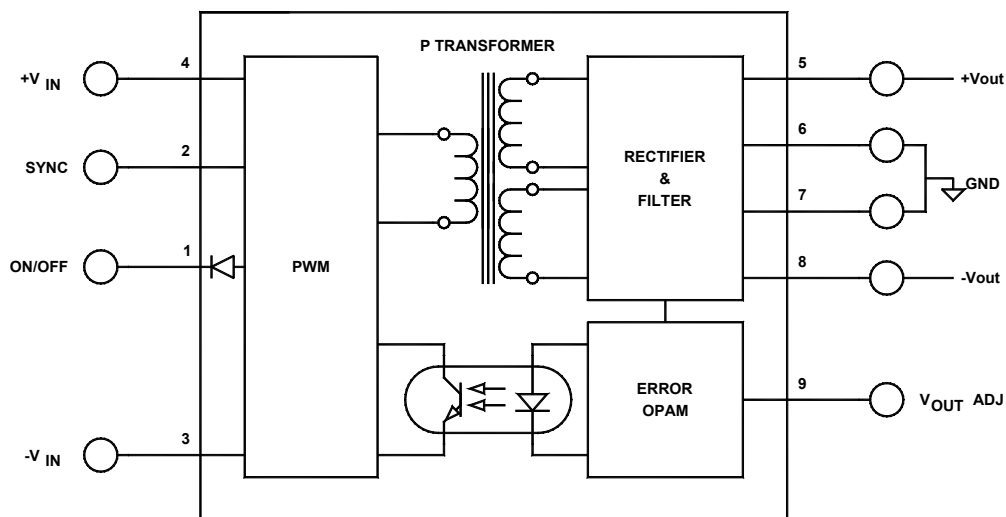 P TRANSFORMER
+V IN
4
SYNC
2
ON/OFF
1
-V IN
3
PWM
RECTIFIER
&
FILTER
ERROR
OPAM
5
+Vout
6
GND
7
8
-Vout
9
VOUT ADJ